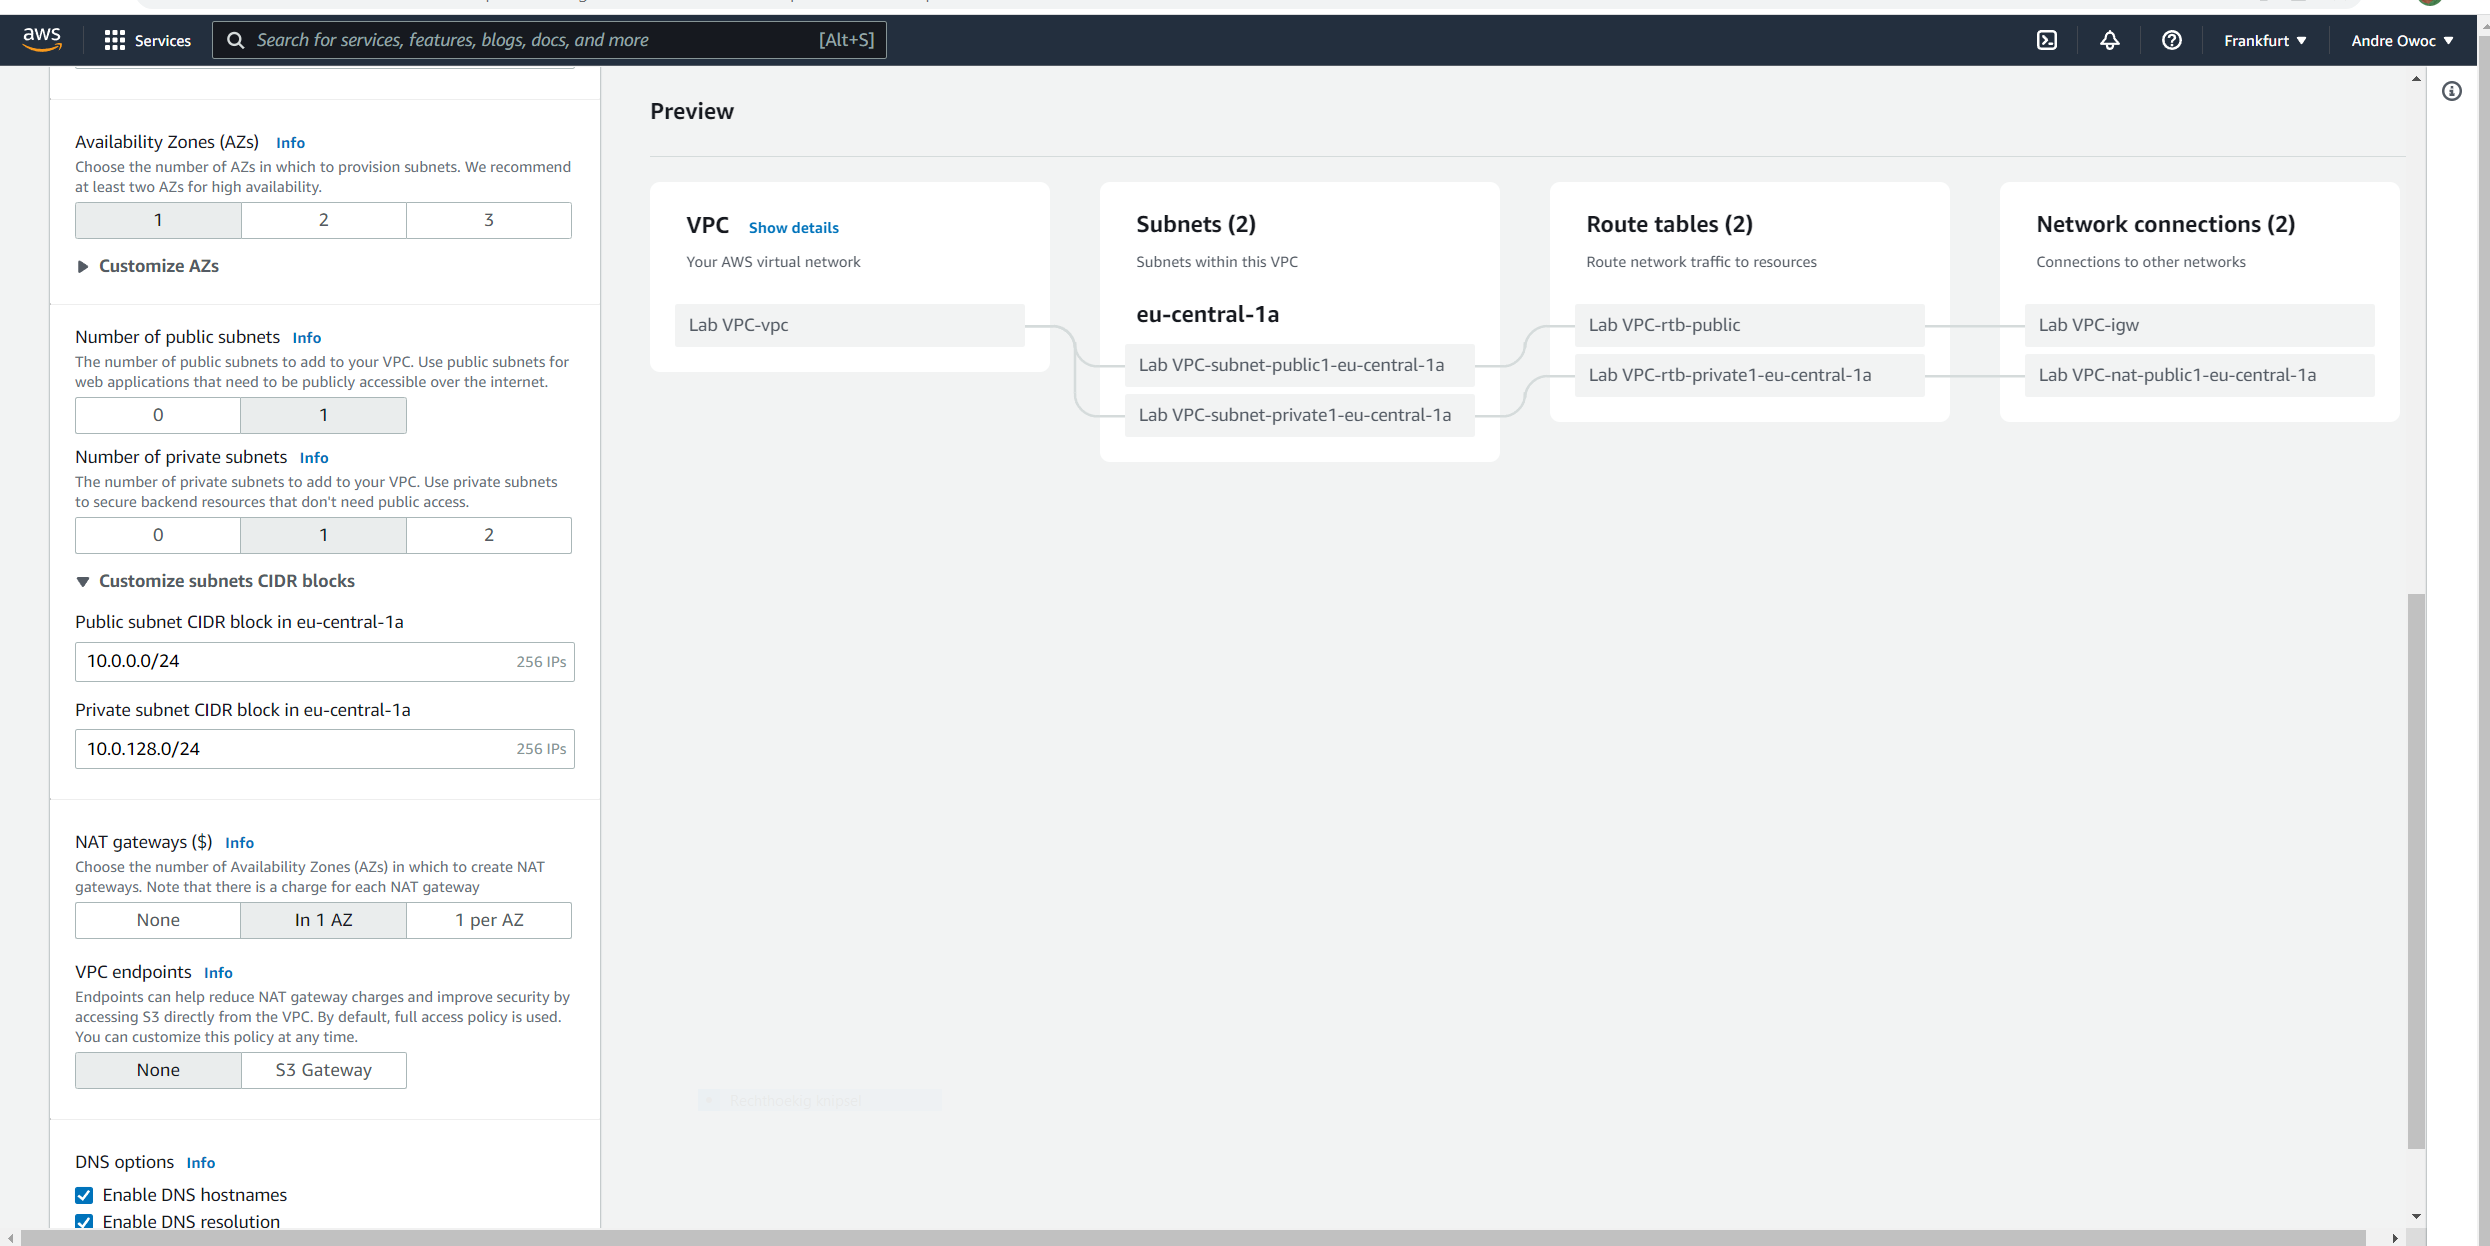 aws
Services
Search for services, features, blogs, docs, and more
[Alt+S]
Frankfurt
Andre Owoc
Availability Zones (AZs) Info
Choose the number of AZs in which to provision subnets. We recommend
at least two AZs for high availability.
1 2 3
Customize AZs
Number of public subnets Info
The number of public subnets to add to your VPC. Use public subnets for
web applications that need to be publicly accessible over the internet.
0 1
Number of private subnets Info
The number of private subnets to add to your VPC. Use private subnets
to secure backend resources that don't need public access.
0 1 2
Customize subnets CIDR blocks
Public subnet CIDR block in eu-central-1a
10.0.0.0/24 256 IPs
Private subnet CIDR block in eu-central-1a
10.0.128.0/24 256 IPs
NAT gateways ($) Info
Choose the number of Availability Zones (AZs) in which to create NAT
gateways. Note that there is a charge for each NAT gateway
None In 1 AZ 1 per AZ
VPC endpoints Info
Endpoints can help reduce NAT gateway charges and improve security by
accessing S3 directly from the VPC. By default, full access policy is used.
You can customize this policy at any time.
None S3 Gateway
DNS options Info
Enable DNS hostnames
Enable DNS resolution
Preview
VPC Show details
Your AWS virtual network
Lab VPC-vpc
Subnets (2)
Subnets within this VPC
eu-central-1a
Lab VPC-subnet-public1-eu-central-1a
Lab VPC-subnet-private1-eu-central-1a
Route tables (2)
Route network traffic to resources
Lab VPC-rtb-public
Lab VPC-rtb-private1-eu-central-1a
Network connections (2)
Connections to other networks
Lab VPC-igw
Lab VPC-nat-public1-eu-central-1a